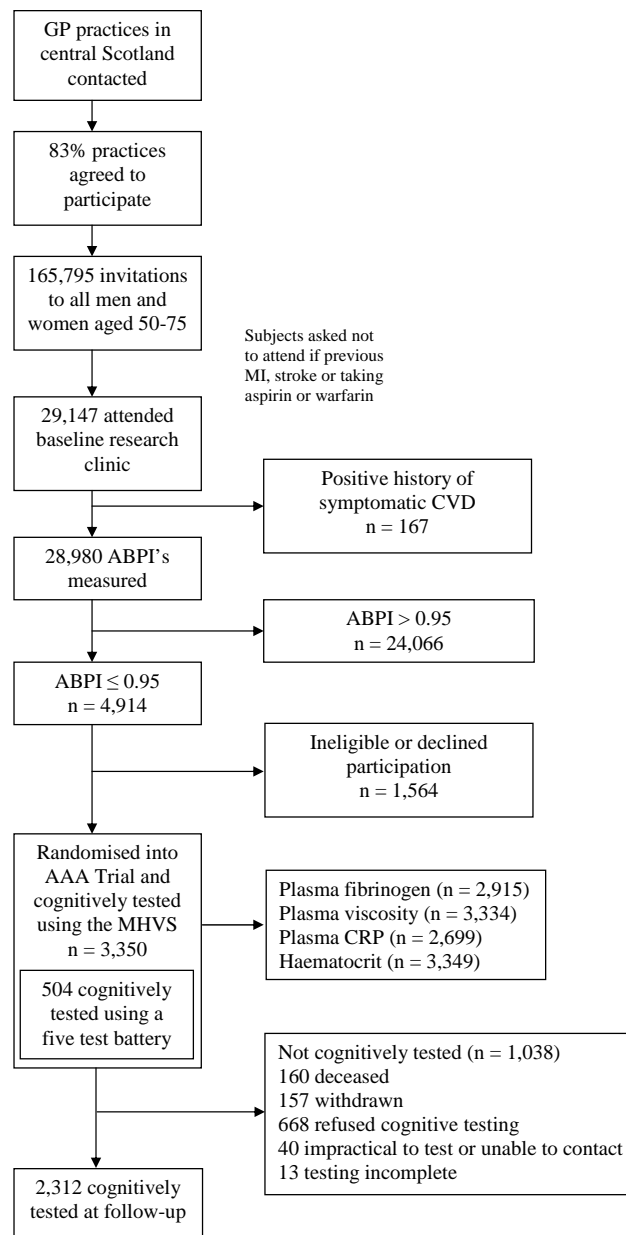 GP practices in
central Scotland
contacted
83% practices
agreed to
participate
165,795 invitations
to all men and
women aged 50-75
Subjects asked not
to attend if previous
MI, stroke or taking
aspirin or warfarin
29,147 attended
baseline research
clinic
Positive history of
symptomatic CVD
n = 167
28,980 ABPI's
measured
ABPI > 0.95
n = 24,066
ABPI ≤ 0.95
n = 4,914
Ineligible or declined
participation
n = 1,564
Randomised into
AAA Trial and
cognitively tested
using the MHVS
n = 3,350
504 cognitively
tested using a
five test battery
Plasma fibrinogen (n = 2,915)
Plasma viscosity (n = 3,334)
Plasma CRP (n = 2,699)
Haematocrit (n = 3,349)
Not cognitively tested (n = 1,038)
160 deceased
157 withdrawn
668 refused cognitive testing
40 impractical to test or unable to contact
13 testing incomplete
2,312 cognitively
tested at follow-up